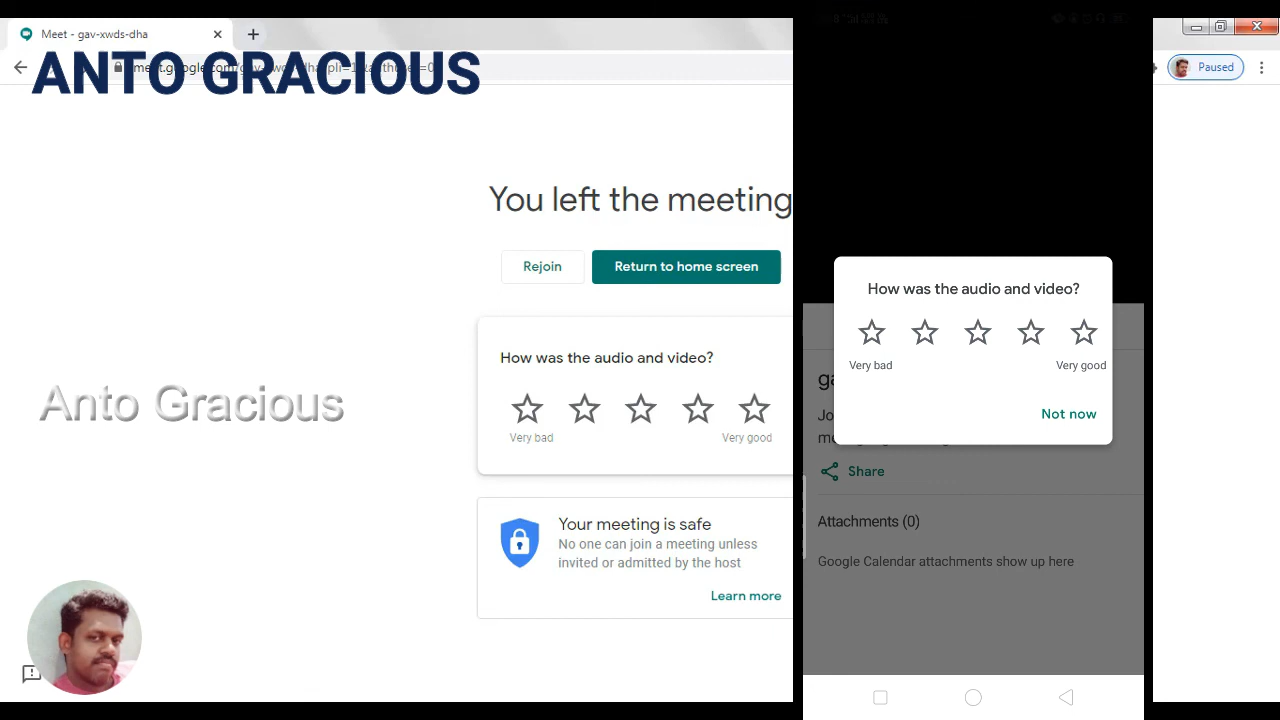 Meet - gav-xwds-dha
ANTO GRACIOUS
Paused
You left the meeting
Rejoin
Return to home screen
How was the audio and video?
Very bad
Very good
Your meeting is safe
No one can join a meeting unless
invited or admitted by the host
Learn more
Anto Gracious
How was the audio and video?
Very bad
Very good
Not now
Share
Attachments (0)
Google Calendar attachments show up here